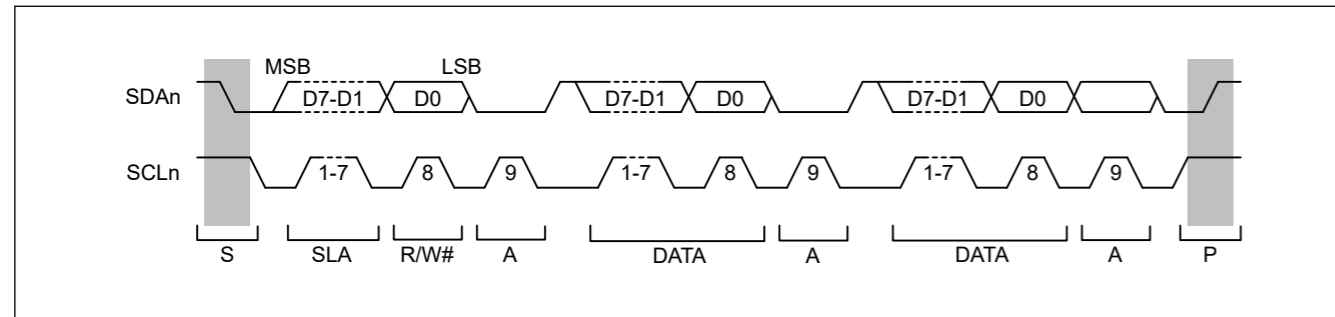 MSB LSB
SDAn D7-D1 D0 D7-D1 D0 D7-D1 D0
SCLn 1-7 8 9 1-7 8 9 1-7 8 9
S SLA R/W# A DATA A DATA A P